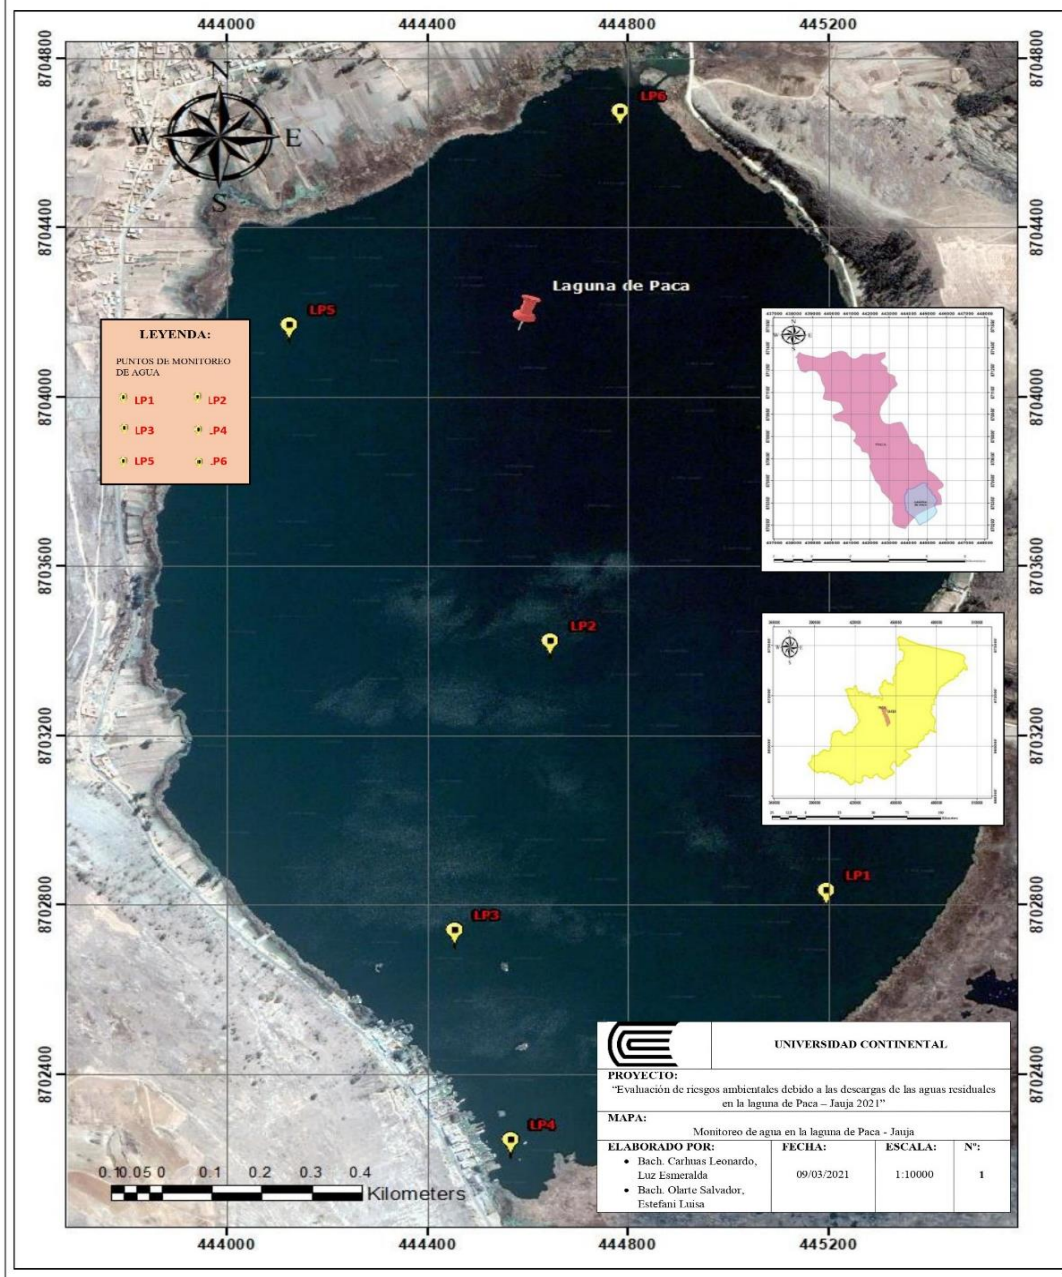 444000 444400 444800 445200
8704800 8704800
N
W E
S
LP6
8704400 8704400
Laguna de Paca
LP5
LEYENDA:
PUNTOS DE MONITOREO
DE AGUA
LP1 LP2
LP3 LP4
LP5 LP6
8704000 8704000
8703600 8703600
LP2
8703200 8703200
LP1
8702800 8702800
LP3
8702400 8702400
LP4
0.10.05 0 0.1 0.2 0.3 0.4
Kilometers
UNIVERSIDAD CONTINENTAL
PROYECTO:
“Evaluación de riesgos ambientales debido a las descargas de las aguas residuales
en la laguna de Paca – Jauja 2021”
MAPA:
Monitoreo de agua en la laguna de Paca - Jauja
ELABORADO POR: FECHA: ESCALA: Nº:
• Bach. Carhuas Leonardo,
Luz Esmeralda
• Bach. Olarte Salvador,
Estefani Luisa
09/03/2021 1:10000 1
444000 444400 444800 445200